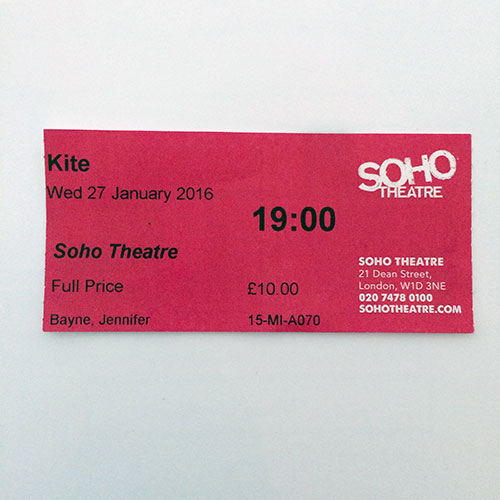 Kite
Wed 27 January 2016
19:00
Soho Theatre
Full Price £10.00
Bayne, Jennifer 15-MI-A070
SOHO
THEATRE
SOHO THEATRE
21 Dean Street,
London, W1D 3NE
020 7478 0100
SOHOTHEATRE.COM